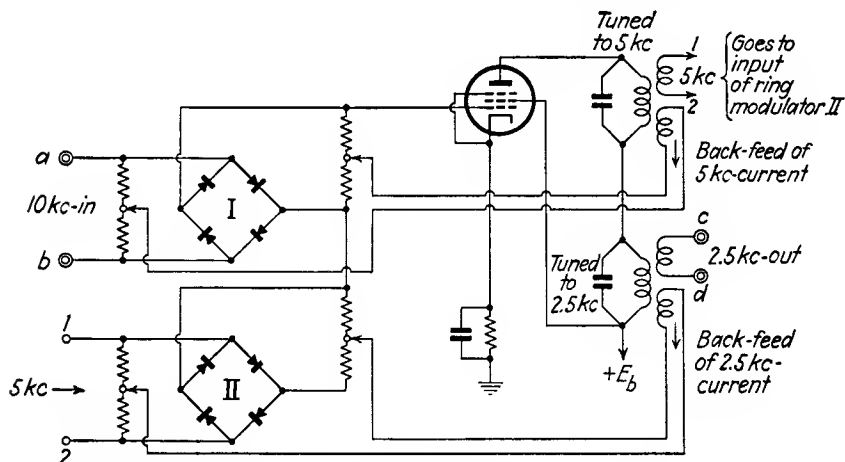 Tuned
to 5 kc
1
5 kc
2
Goes to
input
of ring
modulator II
Back-feed of
5 kc-current
a
10 kc-in
b
I
c
2.5 kc-out
d
Tuned
to
2.5 kc
+Eb
Back-feed
of 2.5 kc-
current
1
5 kc
2
II